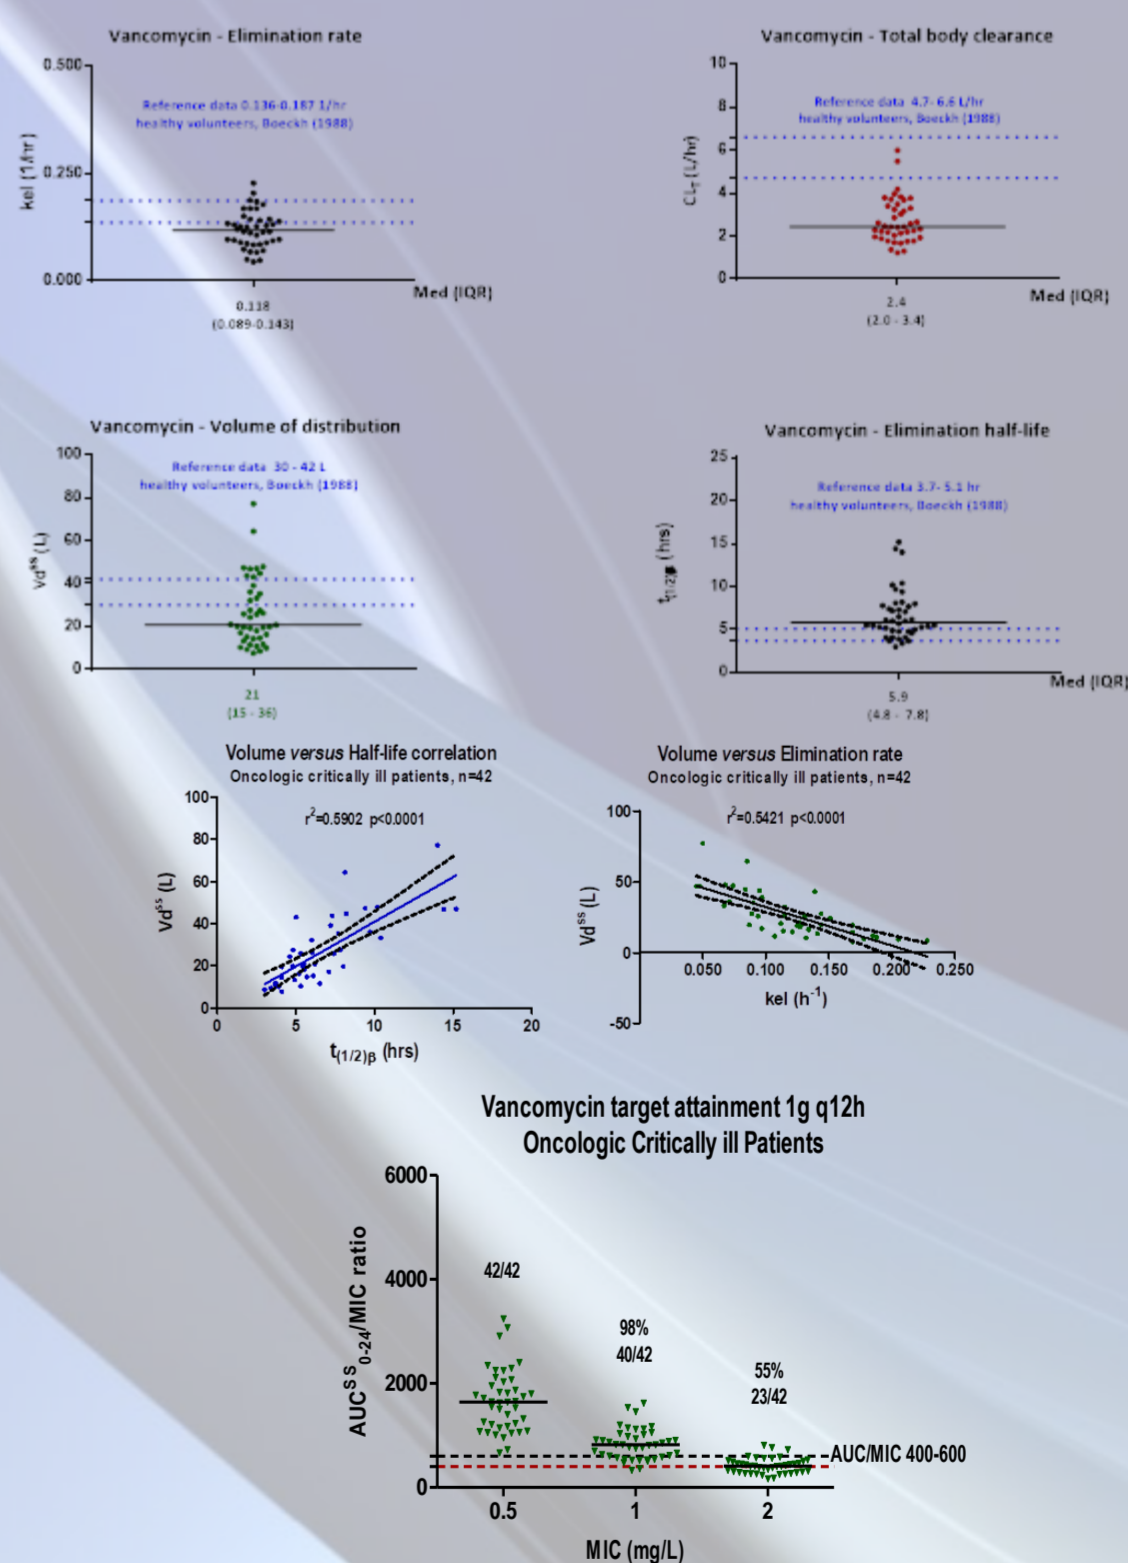 Vancomycin - Elimination rate
0.500
0.250
0.000
kel (1/hr)
Reference data 0.136-0.187 1/hr
healthy volunteers, Boeckh (1988)
Med (IQR)
0.118
(0.089-0.143)
Vancomycin - Total body clearance
10
8
6
4
2
0
CLT (L/hr)
Reference data 4.7- 6.6 L/hr
healthy volunteers, Boeckh (1988)
Med (IQR)
2.4
(2.0 - 3.4)
Vancomycin - Volume of distribution
100
80
60
40
20
0
Vdss (L)
Reference data 30 - 42 L
healthy volunteers, Boeckh (1988)
21
(15 - 36)
Vancomycin - Elimination half-life
25
20
15
10
5
0
t(1/2)β (hrs)
Reference data 3.7- 5.1 hr
healthy volunteers, Boeckh (1988)
Med (IQR)
5.9
(4.8 - 7.8)
Volume versus Half-life correlation
Oncologic critically ill patients, n=42
r²=0.5902 p<0.0001
100
80
60
40
20
0
Vdss (L)
0 5 10 15 20
t(1/2)β (hrs)
Volume versus Elimination rate
Oncologic critically ill patients, n=42
r²=0.5421 p<0.0001
100
50
0
-50
Vdss (L)
0.050 0.100 0.150 0.200 0.250
kel (h⁻¹)
Vancomycin target attainment 1g q12h
Oncologic Critically ill Patients
6000
4000
2000
0
AUCSS0-24/MIC ratio
42/42
98%
40/42
55%
23/42
AUC/MIC 400-600
0.5 1 2
MIC (mg/L)